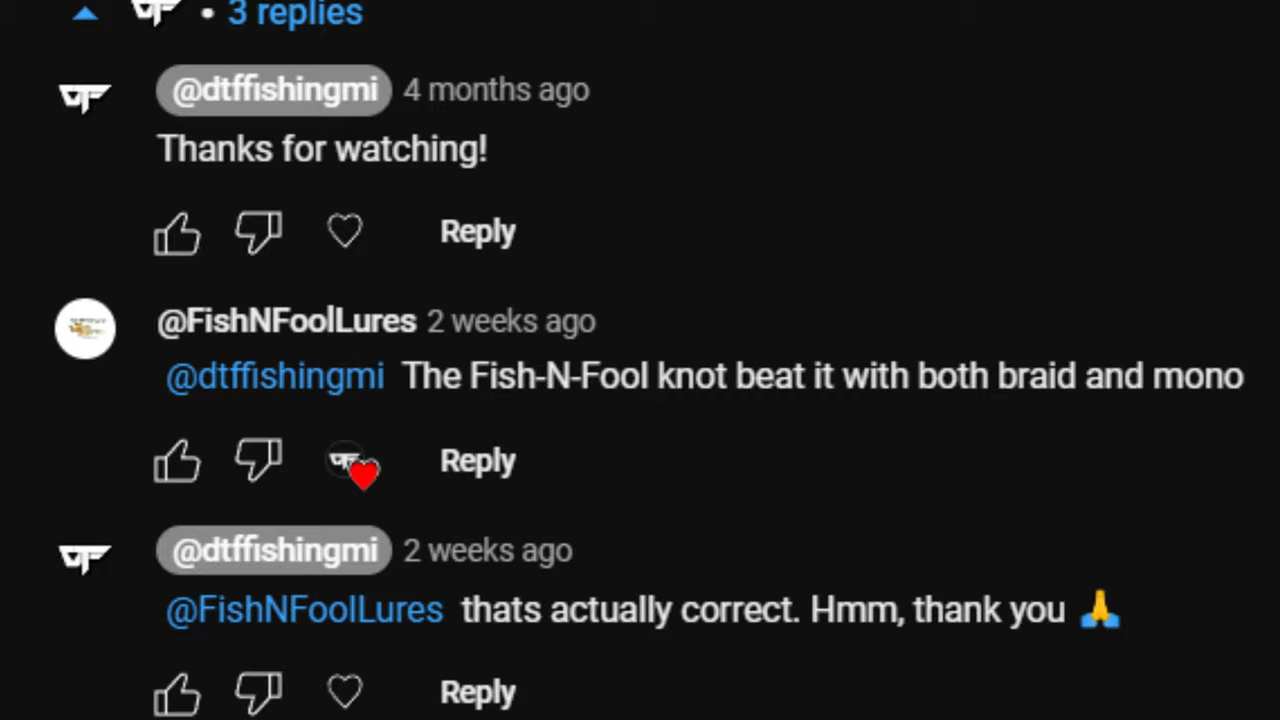 • 3 replies
@dtffishingmi 4 months ago
Thanks for watching!
Reply
@FishNFoolLures 2 weeks ago
@dtffishingmi The Fish-N-Fool knot beat it with both braid and mono
Reply
@dtffishingmi 2 weeks ago
@FishNFoolLures thats actually correct. Hmm, thank you 🙏
Reply